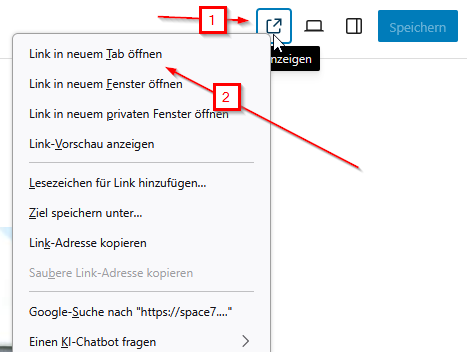 1
Speichern
nzeigen
Link in neuem Tab öffnen
Link in neuem Fenster öffnen
2
Link in neuem privaten Fenster öffnen
Link-Vorschau anzeigen
Lesezeichen für Link hinzufügen...
Ziel speichern unter...
Link-Adresse kopieren
Saubere Link-Adresse kopieren
Google-Suche nach "https://space7...."
Einen KI-Chatbot fragen